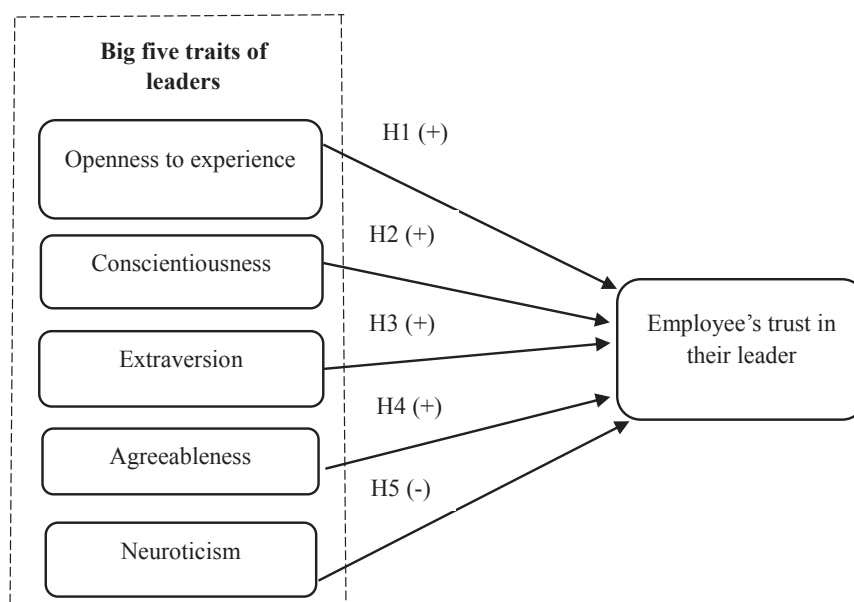 Big five traits of
leaders
Openness to experience
Conscientiousness
Extraversion
Agreeableness
Neuroticism
H1 (+)
H2 (+)
H3 (+)
H4 (+)
H5 (-)
Employee’s trust in
their leader